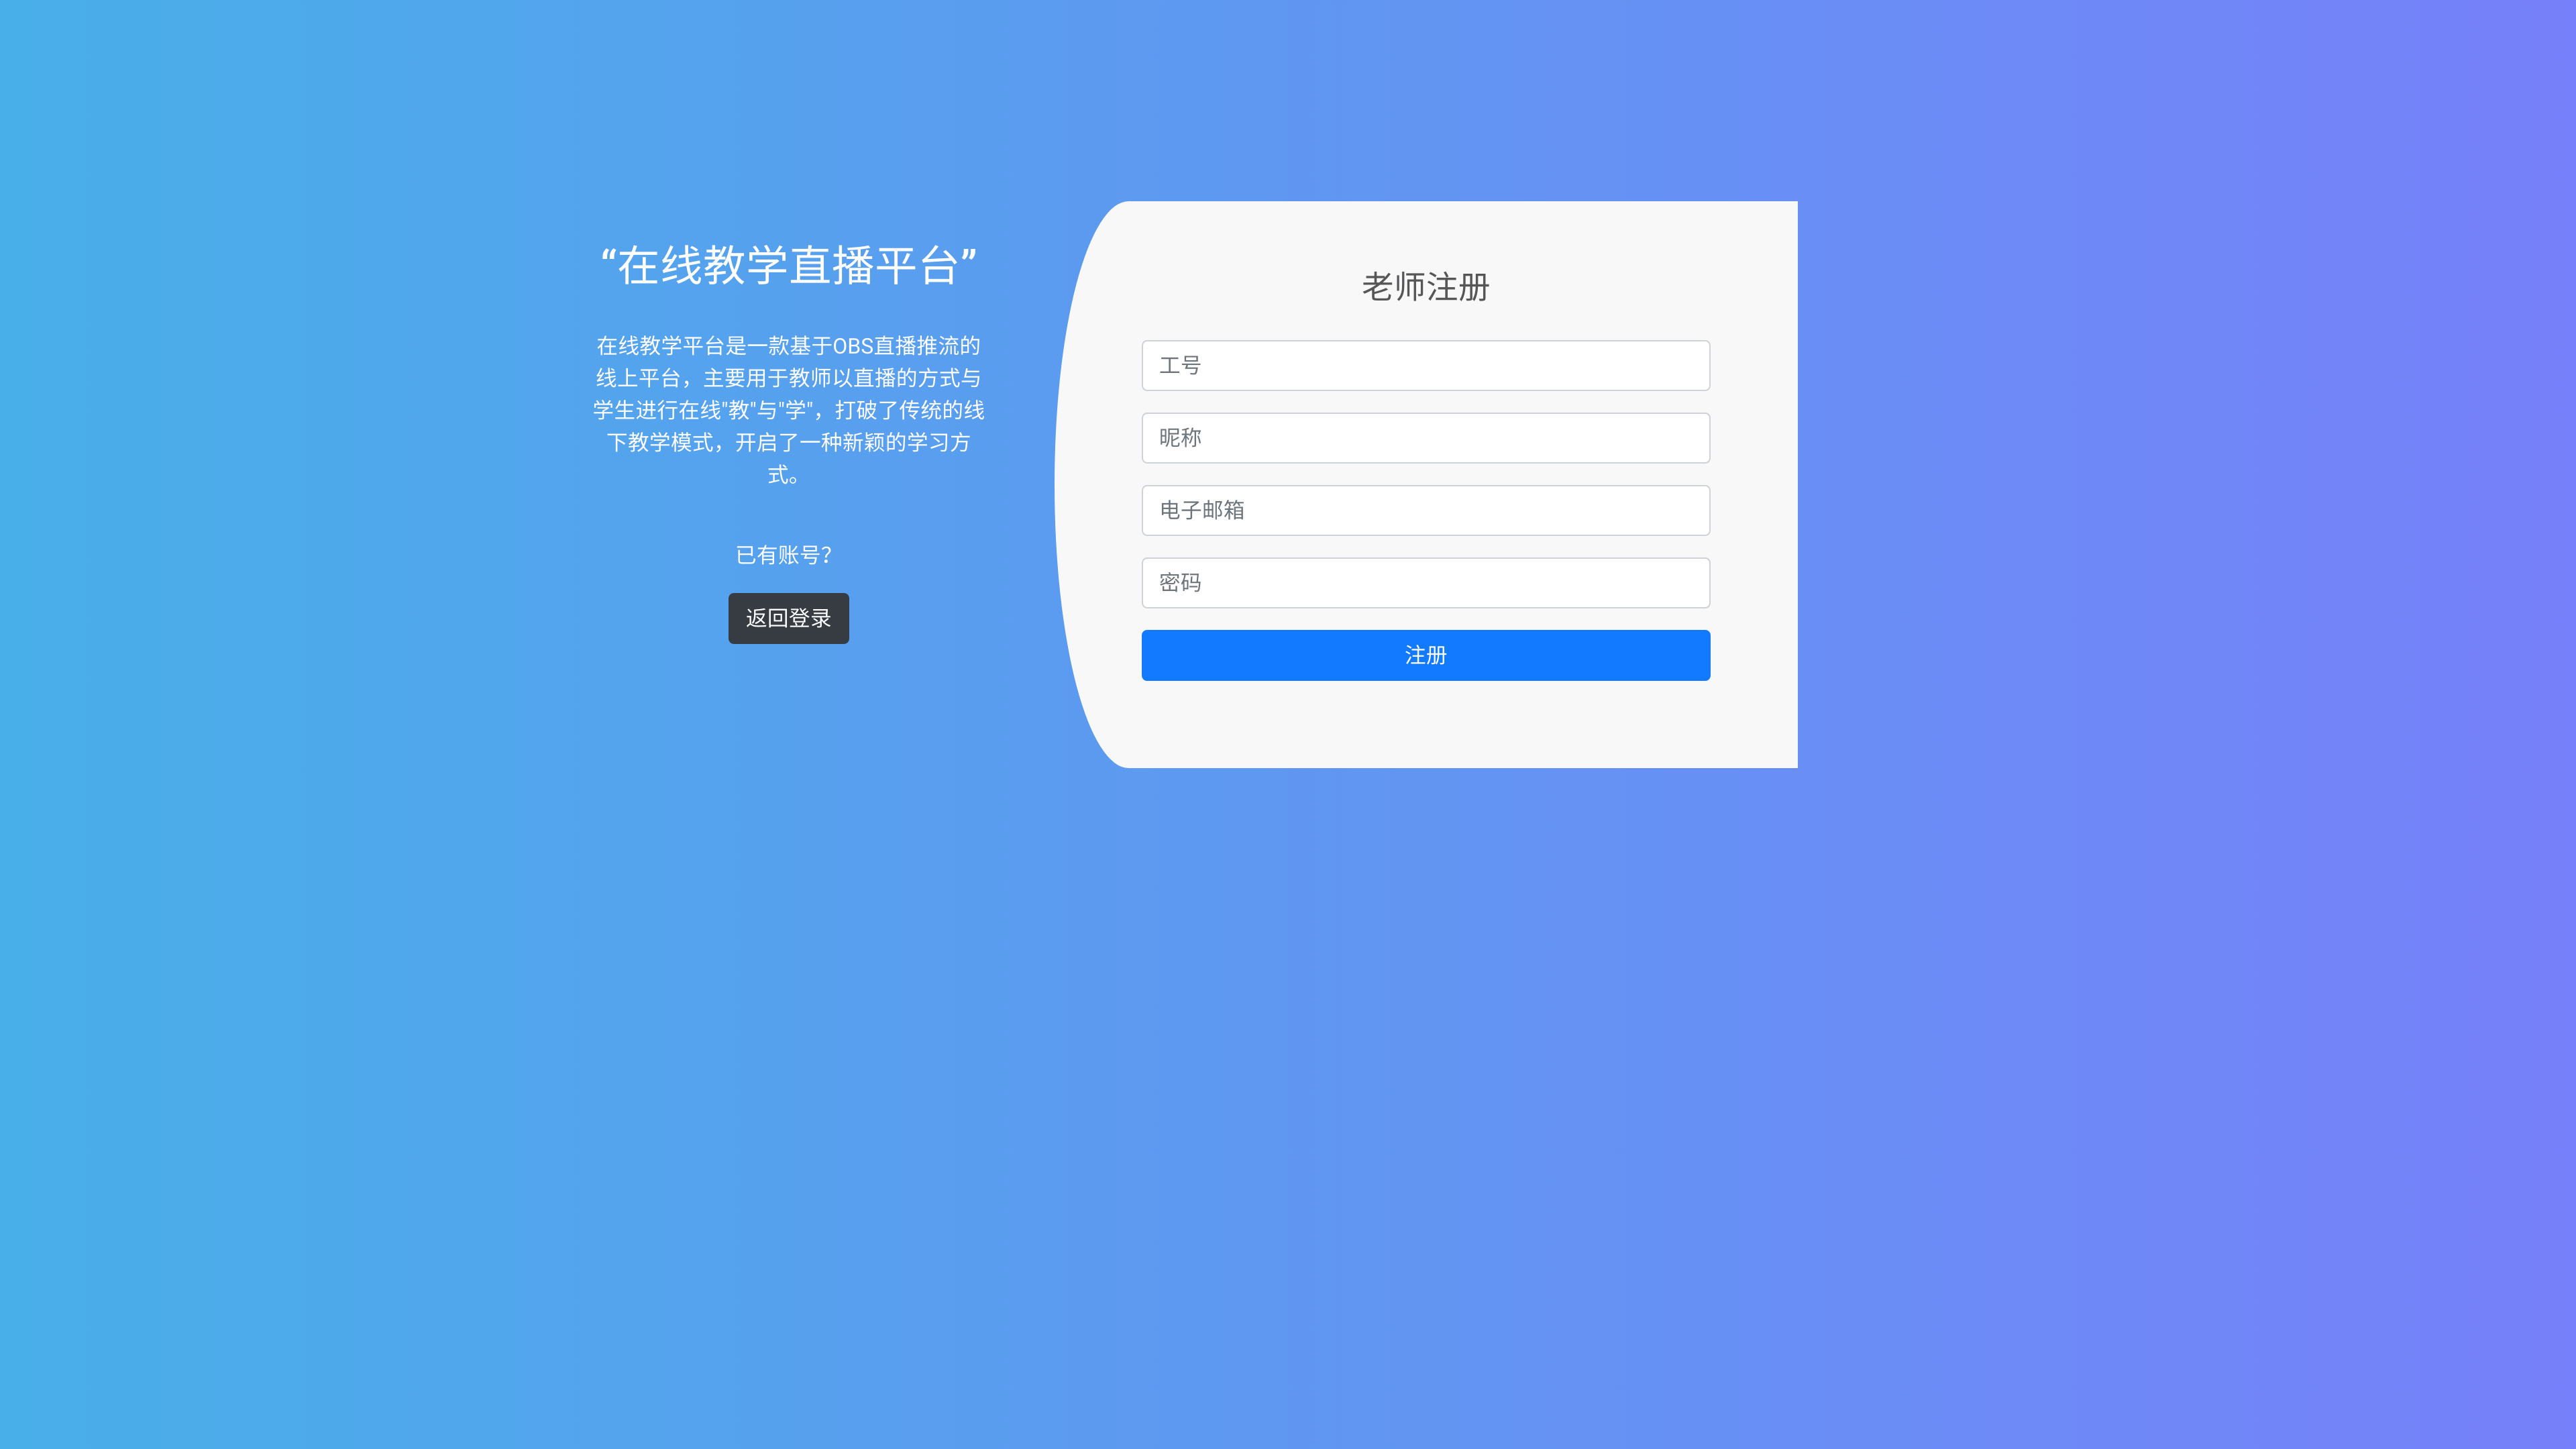 “在线教学直播平台”
在线教学平台是一款基于OBS直播推流的
线上平台，主要用于教师以直播的方式与
学生进行在线"教"与"学"，打破了传统的线
下教学模式，开启了一种新颖的学习方
式。
已有账号？
返回登录
老师注册
工号
昵称
电子邮箱
密码
注册